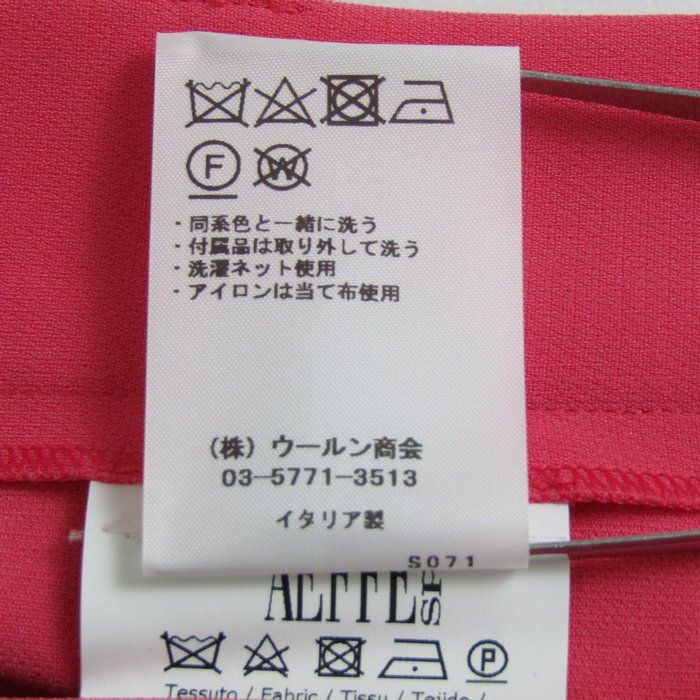 F W
・同系色と一緒に洗う
・付属品は取り外して洗う
・洗濯ネット使用
・アイロンは当て布使用
(株) ウールン商会
03-5771-3513
イタリア製
S071
AEFFE
SP
P
Tessuto / Fabric / Tissu / Tejido /